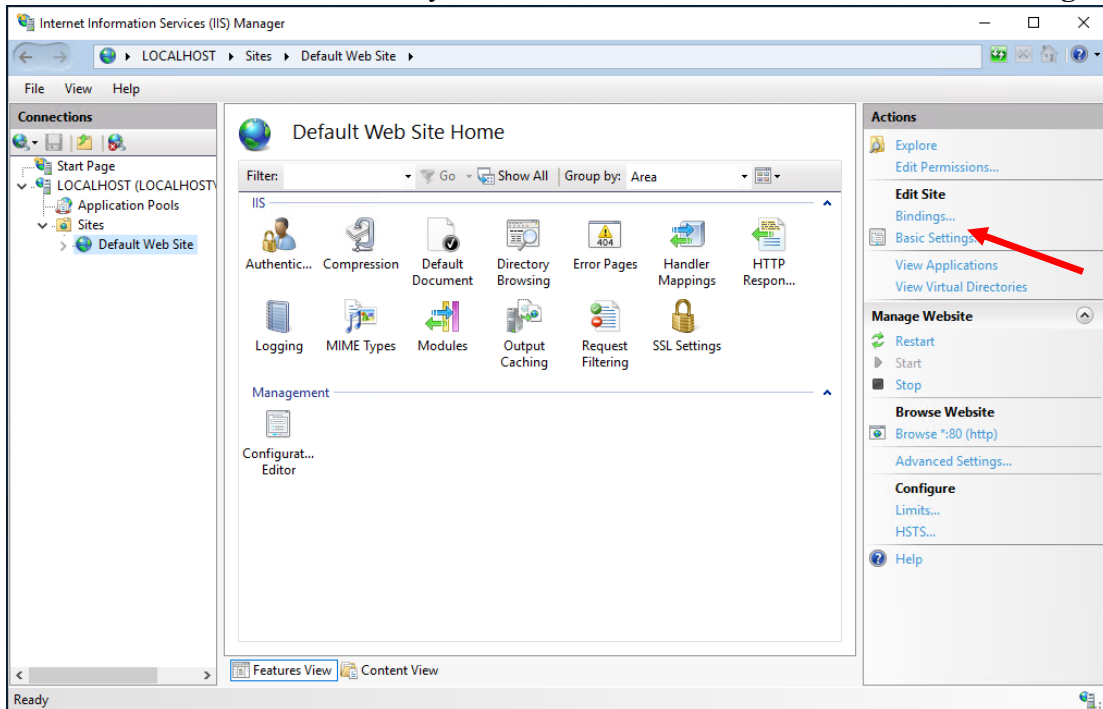 Internet Information Services (IIS) Manager
LOCALHOST Sites Default Web Site
File View Help
Connections
Start Page
LOCALHOST (LOCALHOST\
Application Pools
Sites
Default Web Site
Default Web Site Home
Filter: Go Show All Group by: Area
IIS
Authentic... Compression Default Document Directory Browsing Error Pages Handler Mappings HTTP Respon...
404
Logging MIME Types Modules Output Caching Request Filtering SSL Settings
Management
Configurat... Editor
Features View Content View
Actions
Explore
Edit Permissions...
Edit Site
Bindings...
Basic Settings...
View Applications
View Virtual Directories
Manage Website
Restart
Start
Stop
Browse Website
Browse *:80 (http)
Advanced Settings...
Configure
Limits...
HSTS...
Help
Ready